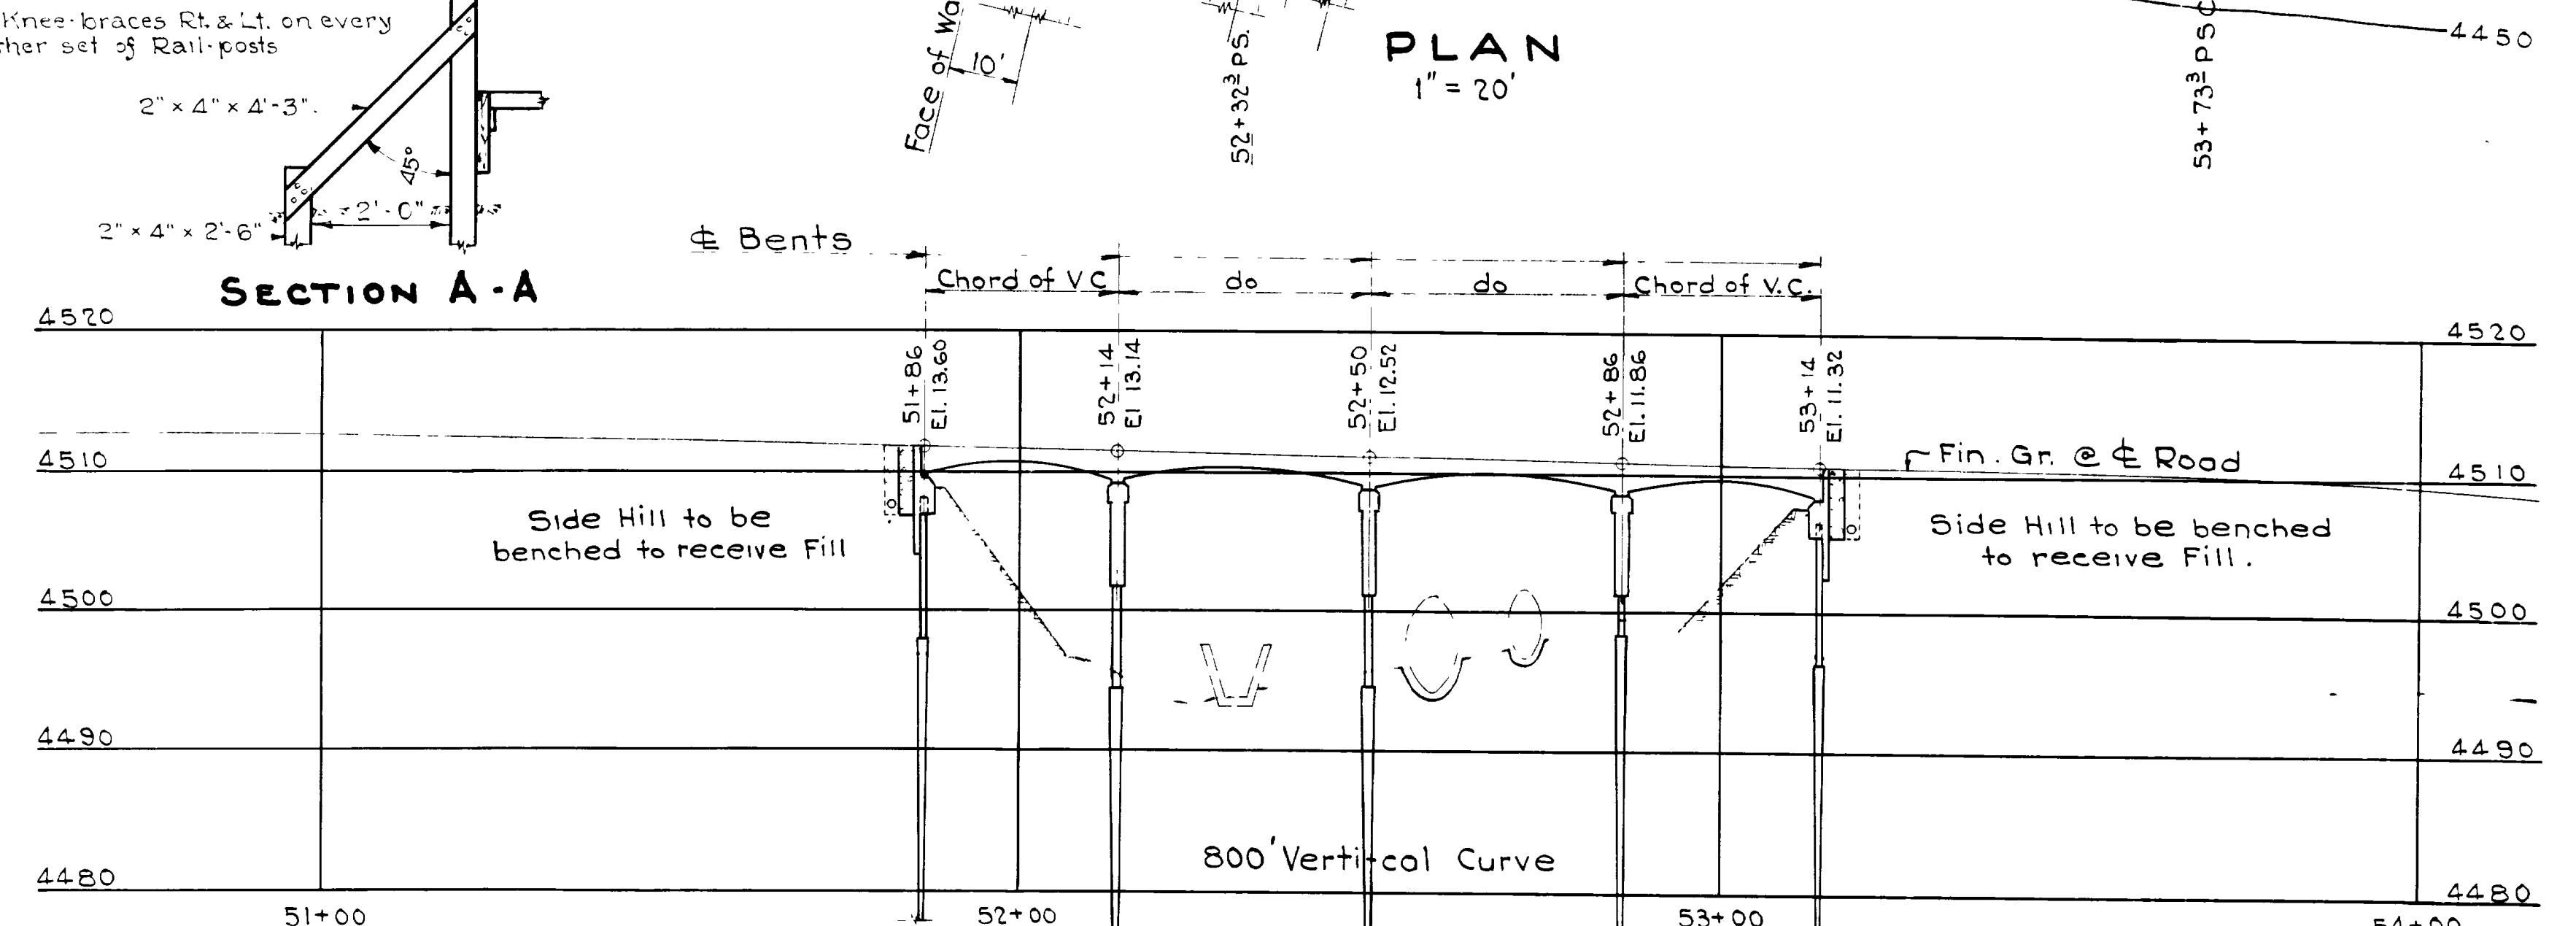 Knee-braces Rt. & Lt. on every
set of Rail-posts
2" × 4" × 4'-3".
45°
2'-0"
2" × 4" × 2'-6"
SECTION A-A
Face of
10'
52+32³ P.S.
PLAN
1" = 20'
53+73³ P S C
4450
℄ Bents
Chord of V C
do
do
Chord of V.C.
4520
4520
51+86
El. 13.60
52+14
El 13.14
52+50
El. 12.52
52+86
El. 11.86
53+14
El. 11.32
4510
Fin. Gr. @ ℄ Road
4510
Side Hill to be
benched to receive Fill
Side Hill to be benched
to receive Fill.
4500
4500
4490
4490
800' Vertical Curve
4480
4480
51+00
52+00
53+00
54+00